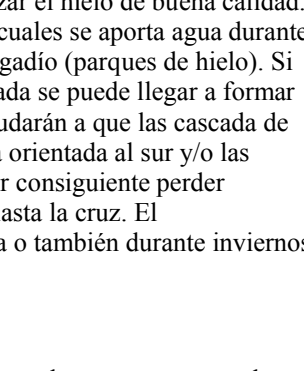 zar el hielo de buena calidad.
cuales se aporta agua durante
gadío (parques de hielo). Si
ada se puede llegar a formar
udarán a que las cascada de
a orientada al sur y/o las
r consiguiente perder
asta la cruz. El
a o también durante inviernos